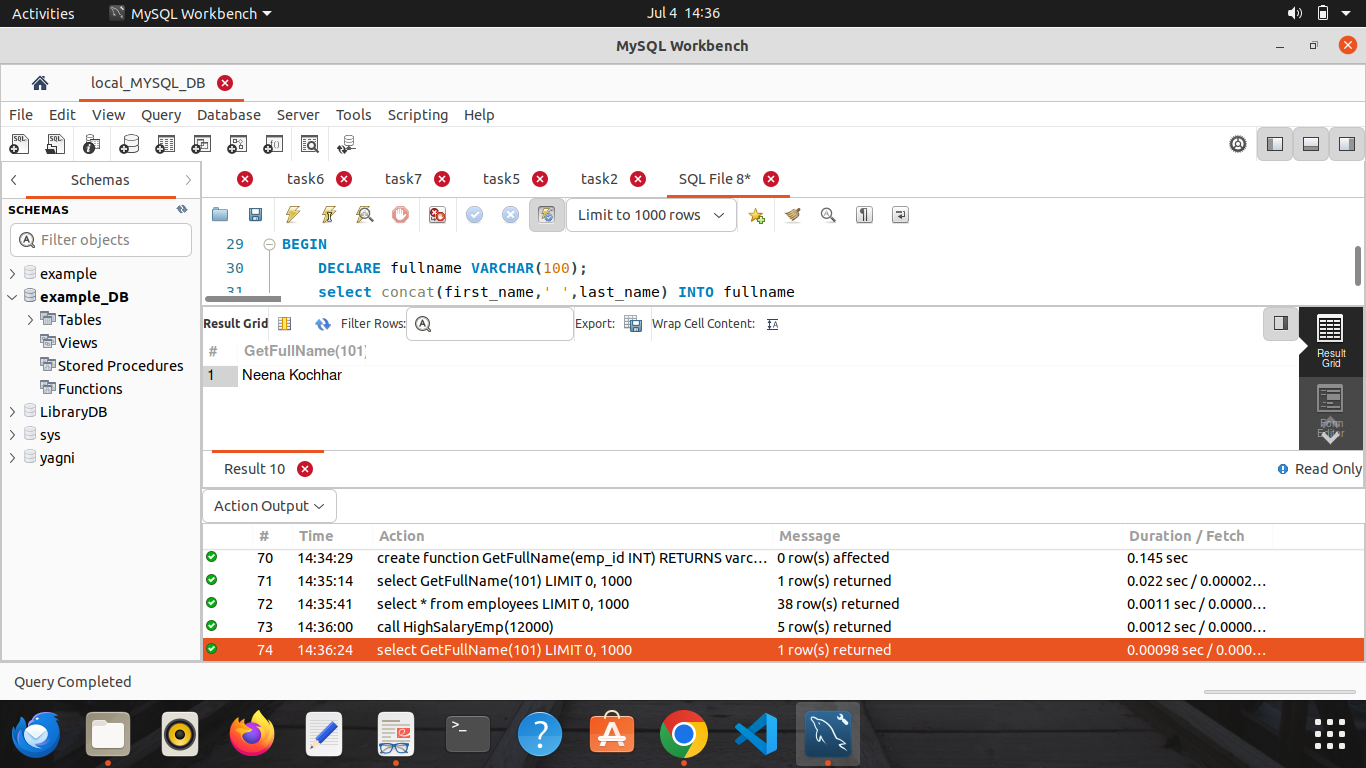 Activities MySQL Workbench Jul 4 14:36
MySQL Workbench
local_MYSQL_DB
File Edit View Query Database Server Tools Scripting Help
Schemas task6 task7 task5 task2 SQL File 8*
SCHEMAS
Limit to 1000 rows
Filter objects
example
example_DB
Tables
Views
Stored Procedures
Functions
LibraryDB
sys
yagni
29 BEGIN
30 DECLARE fullname VARCHAR(100);
31 select concat(first_name,' ',last_name) INTO fullname
Result Grid Filter Rows: Export: Wrap Cell Content:
# GetFullName(101)
1 Neena Kochhar
Result
Grid
Form
Editor
Result 10 Read Only
Action Output
# Time Action Message Duration / Fetch
70 14:34:29 create function GetFullName(emp_id INT) RETURNS varc... 0 row(s) affected 0.145 sec
71 14:35:14 select GetFullName(101) LIMIT 0, 1000 1 row(s) returned 0.022 sec / 0.00002...
72 14:35:41 select * from employees LIMIT 0, 1000 38 row(s) returned 0.0011 sec / 0.0000...
73 14:36:00 call HighSalaryEmp(12000) 5 row(s) returned 0.0012 sec / 0.0000...
74 14:36:24 select GetFullName(101) LIMIT 0, 1000 1 row(s) returned 0.00098 sec / 0.000...
Query Completed